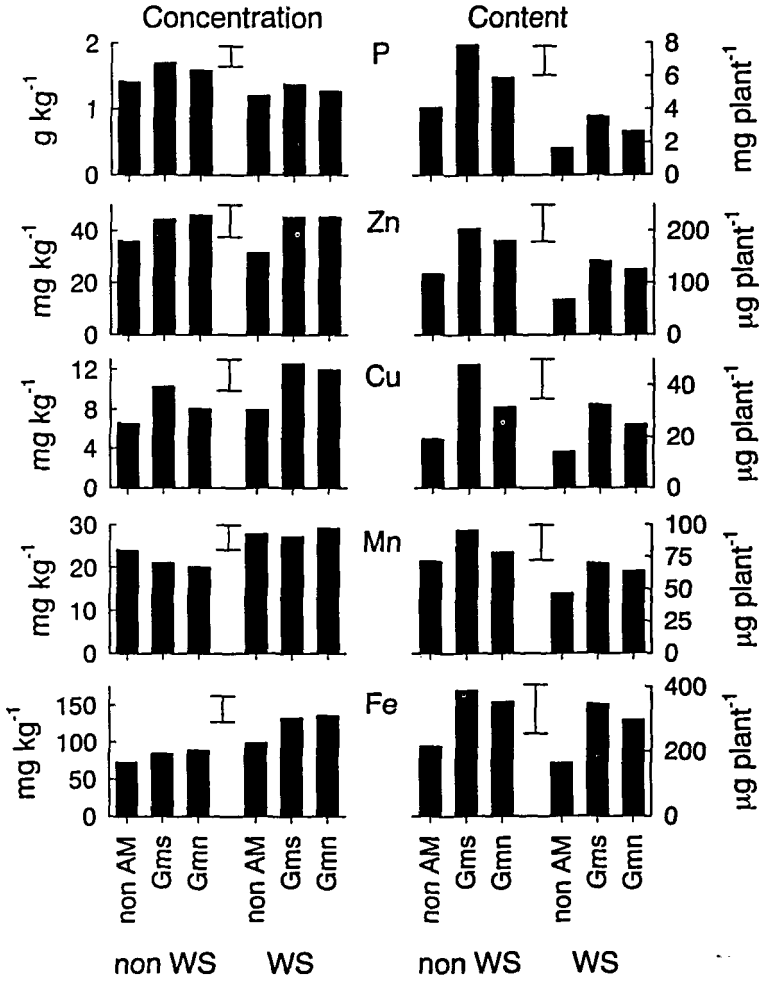 Concentration Content
P
g kg⁻¹
2
1
0
8
6
4
2
0
mg plant⁻¹
Zn
mg kg⁻¹
40
20
0
200
100
0
µg plant⁻¹
Cu
mg kg⁻¹
12
8
4
0
40
20
0
µg plant⁻¹
Mn
mg kg⁻¹
30
20
10
0
100
75
50
25
0
µg plant⁻¹
Fe
mg kg⁻¹
150
100
50
0
400
200
0
µg plant⁻¹
non AM Gms Gmn non AM Gms Gmn non AM Gms Gmn non AM Gms Gmn
non WS WS non WS WS